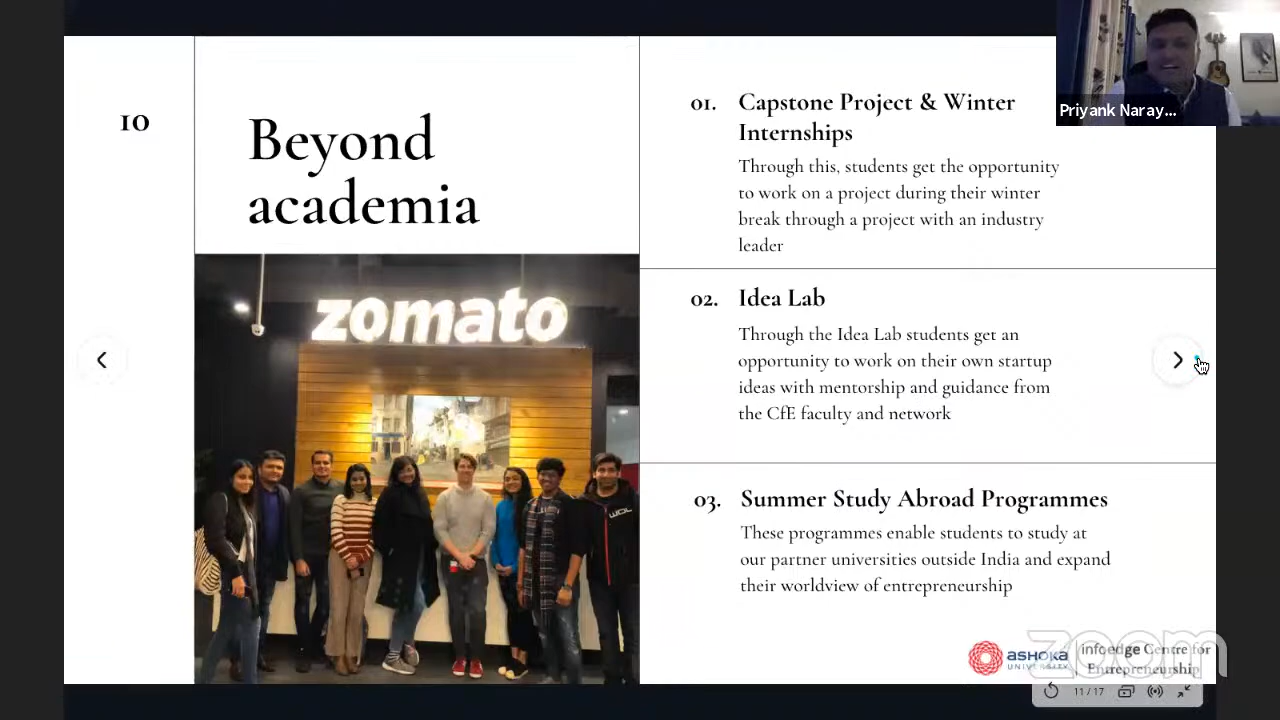 10
Beyond
academia
zomato
WDL
01. Capstone Project & Winter
Internships
Through this, students get the opportunity
to work on a project during their winter
break through a project with an industry
leader
02. Idea Lab
Through the Idea Lab students get an
opportunity to work on their own startup
ideas with mentorship and guidance from
the CfE faculty and network
03. Summer Study Abroad Programmes
These programmes enable students to study at
our partner universities outside India and expand
their worldview of entrepreneurship
Priyank Naray...
ASHOKA
UNIVERSITY
infoedge Centre for
Entrepreneurship
zoom
11 / 17